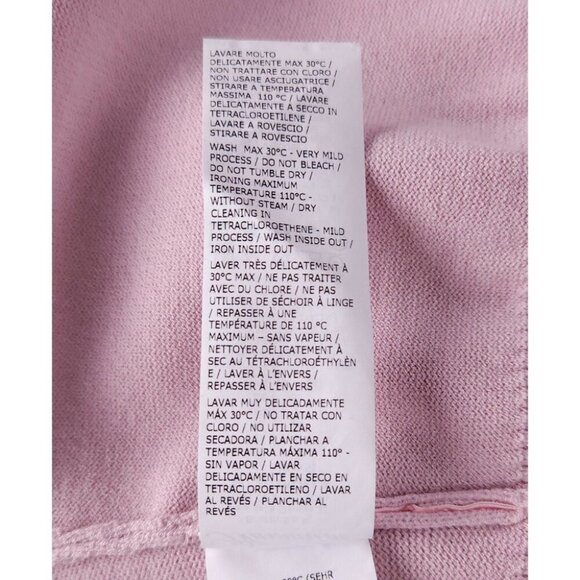 LAVARE MOLTO
DELICATAMENTE MAX 30°C /
NON TRATTARE CON CLORO /
NON USARE ASCIUGATRICE /
STIRARE A TEMPERATURA
MASSIMA 110 °C / LAVARE
DELICATAMENTE A SECCO IN
TETRACLOROETILENE /
LAVARE A ROVESCIO /
STIRARE A ROVESCIO
WASH MAX 30°C - VERY MILD
PROCESS / DO NOT BLEACH /
DO NOT TUMBLE DRY /
IRONING MAXIMUM
TEMPERATURE 110°C -
WITHOUT STEAM / DRY
CLEANING IN
TETRACHLOROETHENE - MILD
PROCESS / WASH INSIDE OUT /
IRON INSIDE OUT
LAVER TRÈS DÉLICATEMENT À
30°C MAX / NE PAS TRAITER
AVEC DU CHLORE / NE PAS
UTILISER DE SÉCHOIR À LINGE
/ REPASSER À UNE
TEMPÉRATURE DE 110 °C
MAXIMUM – SANS VAPEUR /
NETTOYER DÉLICATEMENT À
SEC AU TÉTRACHLOROÉTHYLÈN
E / LAVER À L'ENVERS /
REPASSER À L'ENVERS
LAVAR MUY DELICADAMENTE
MÁX 30°C / NO TRATAR CON
CLORO / NO UTILIZAR
SECADORA / PLANCHAR A
TEMPERATURA MÁXIMA 110° -
SIN VAPOR / LAVAR
DELICADAMENTE EN SECO EN
TETRACLOROETILENO / LAVAR
AL REVÉS / PLANCHAR AL
REVÉS
(SEHR